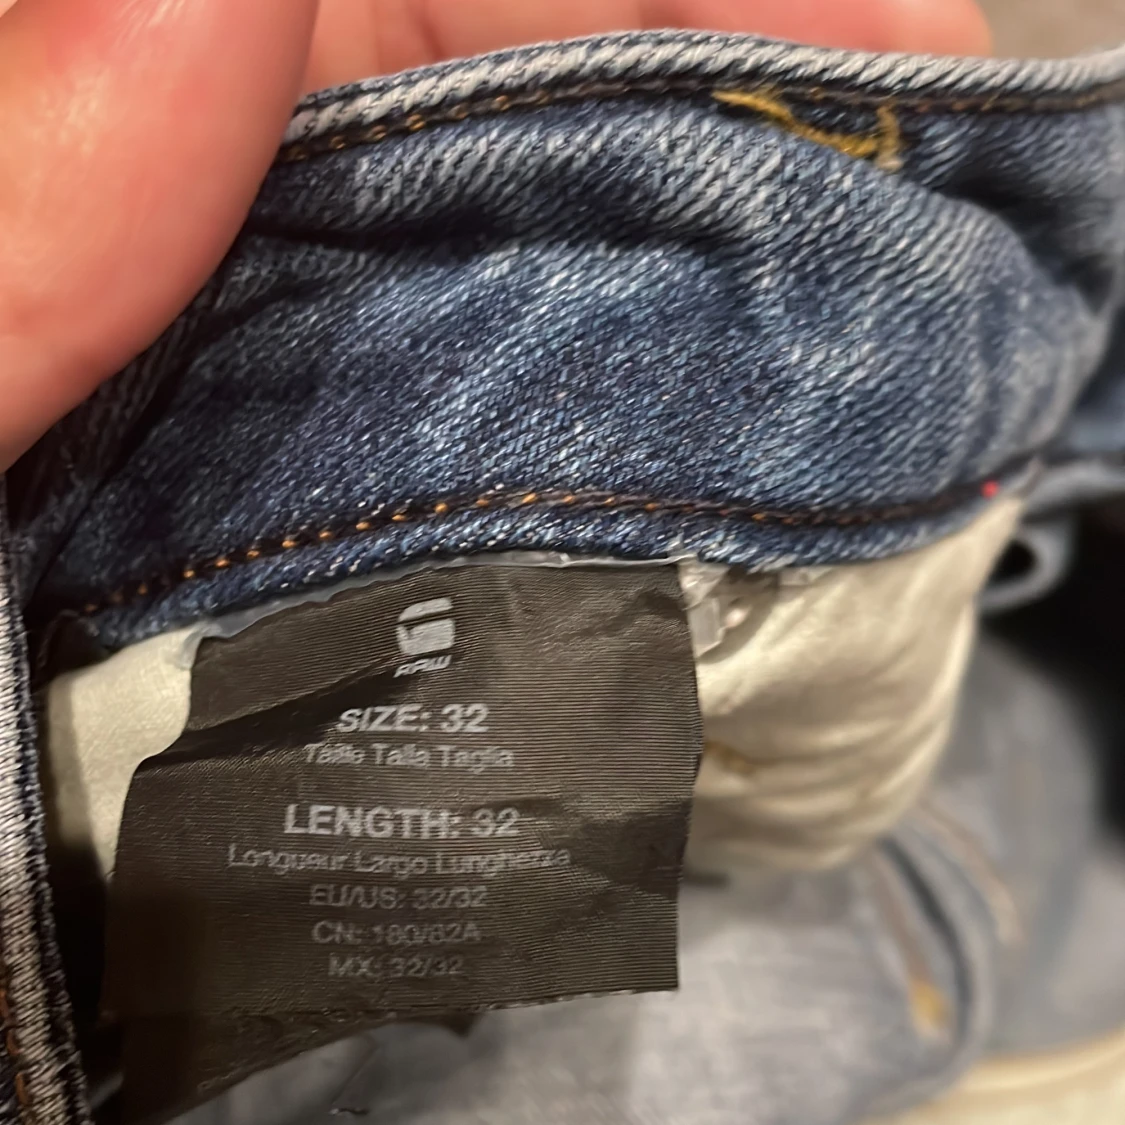 RAW
SIZE: 32
Taille Talla Taglia
LENGTH: 32
Longueur Largo Lunghezza
EU/US: 32/32
CN: 180/82A
MX: 32/32